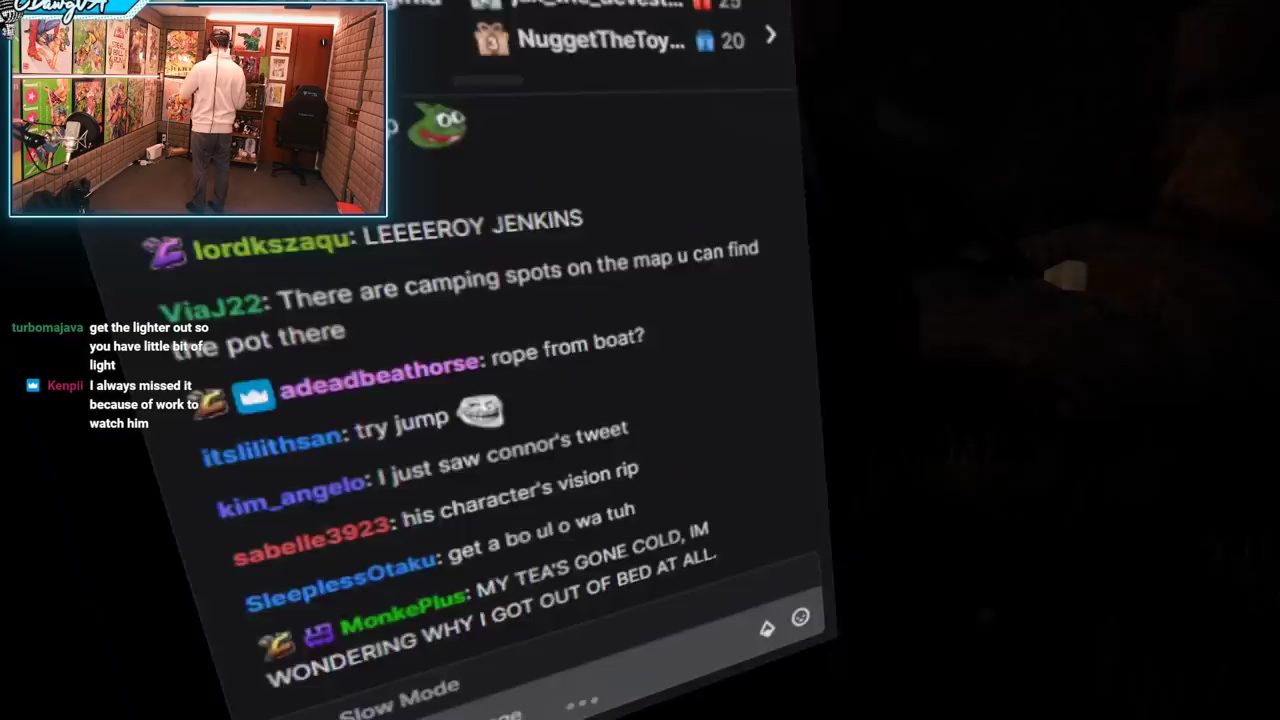 CDawgVA
25
NuggetTheToy... 20
lordkszaqu: LEEEEROY JENKINS
ViaJ22: There are camping spots on the map u can find
the pot there
adeadbeathorse: rope from boat?
itslilithsan: try jump
kim_angelo: I just saw connor's tweet
sabelle3923: his character's vision rip
SleeplessOtaku: get a bo ul o wa tuh
MonkePlus: MY TEA'S GONE COLD, IM
WONDERING WHY I GOT OUT OF BED AT ALL.
Slow Mode
turbomajava get the lighter out so
you have little bit of
light
Kenpii I always missed it
because of work to
watch him